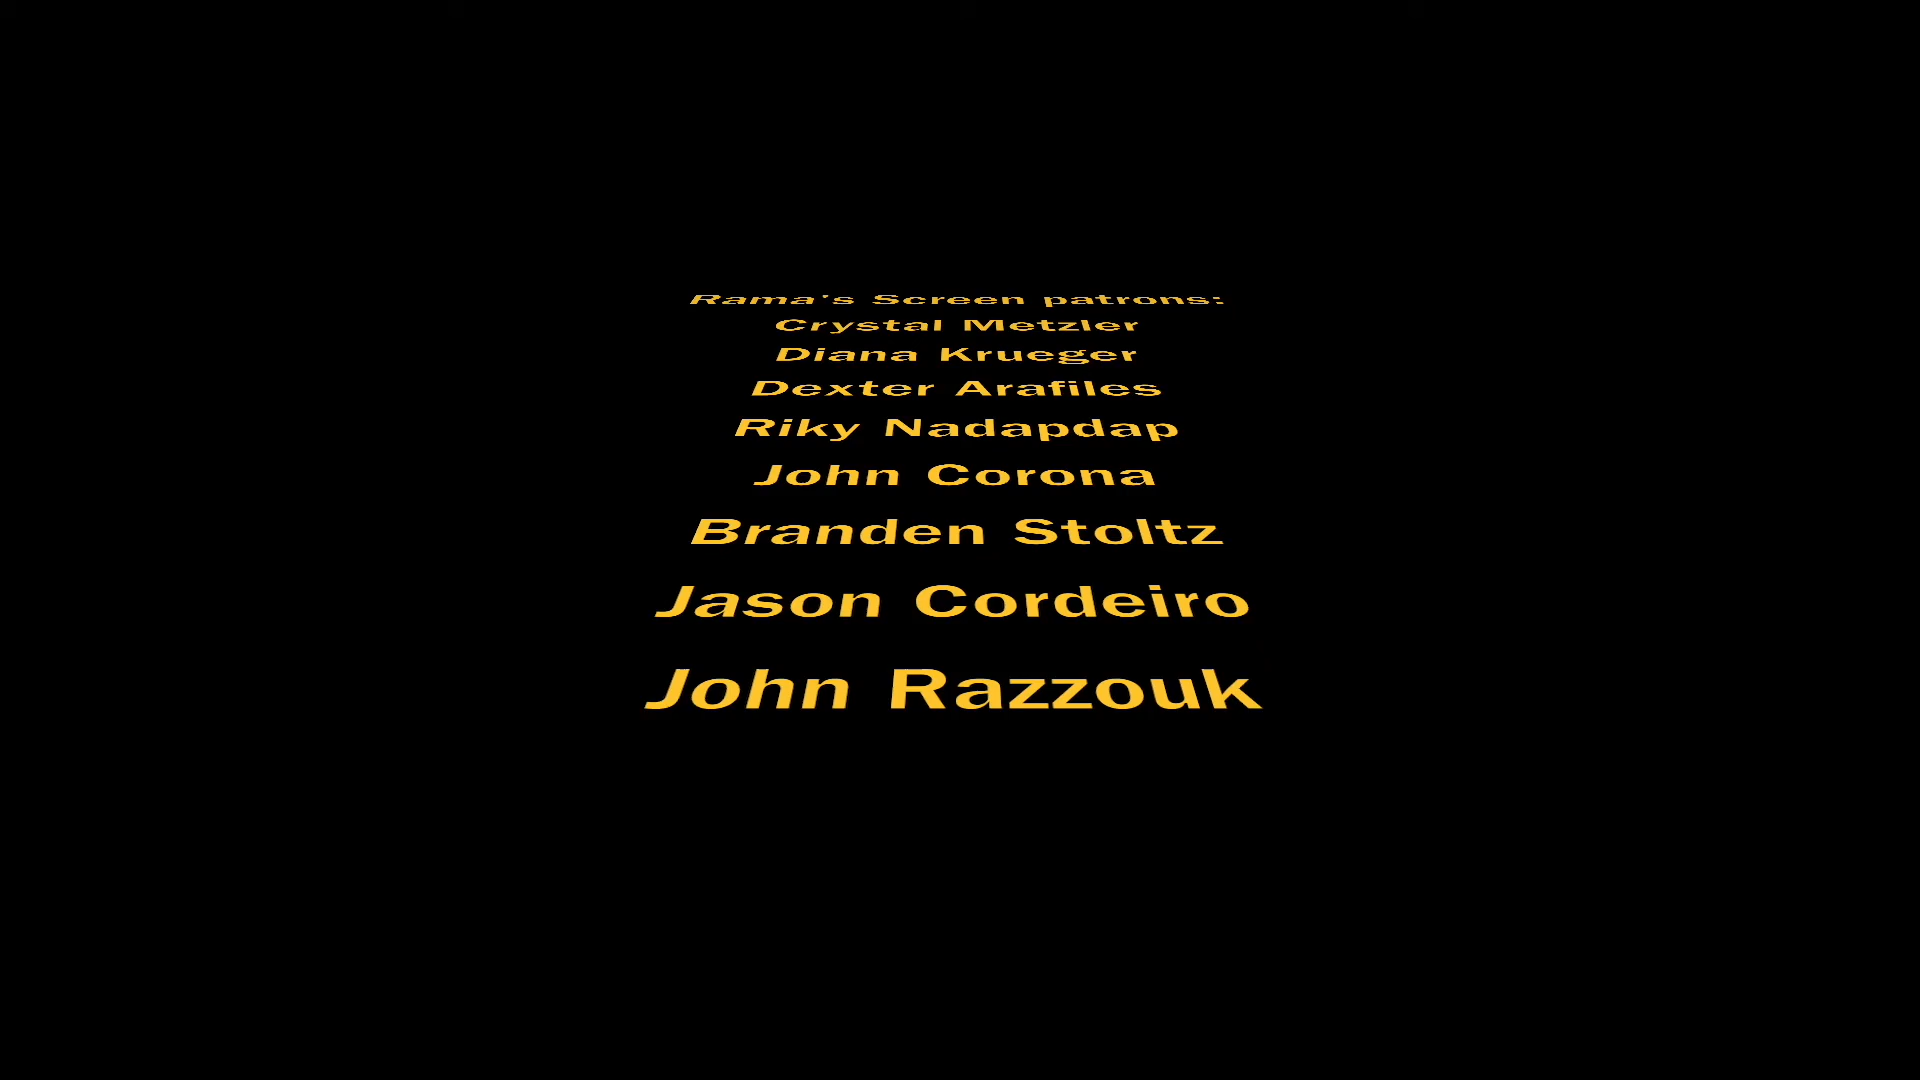 Rama's Screen patrons:
Crystal Metzler
Diana Krueger
Dexter Arafiles
Riky Nadapdap
John Corona
Branden Stoltz
Jason Cordeiro
John Razzouk